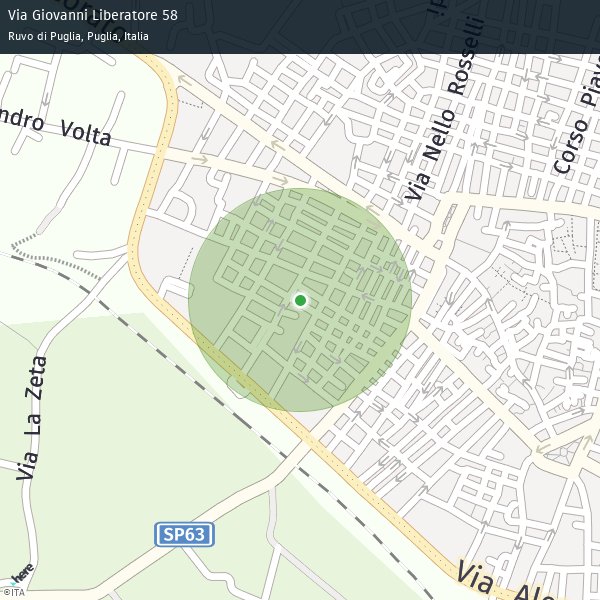 Via Giovanni Liberatore 58
Ruvo di Puglia, Puglia, Italia
Via Nello Rosselli
Corso Piave
ndro Volta
Via La Zeta
SP63
Via Ale
here
©ITA